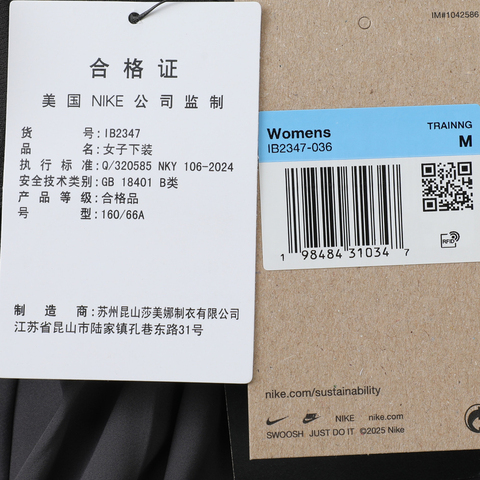 合格证
美国 NIKE 公司监制
货号:IB2347
品名:女子下装
执行标准:Q/320585 NKY 106-2024
安全技术类别:GB 18401 B类
产品等级:合格品
号型:160/66A
制造商:苏州昆山莎美娜制衣有限公司
江苏省昆山市陆家镇孔巷东路31号
IM#1042586
Womens
IB2347-036
TRAINNG
M
RFID
1 98484 31034 7
nike.com/sustainability
NIKE nike.com
SWOOSH JUST DO IT ©2025 Nike